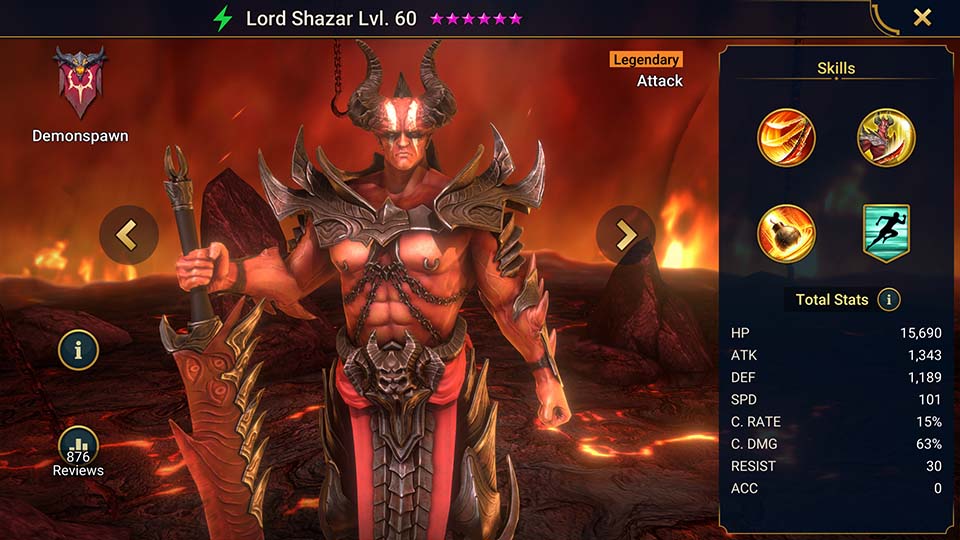 Lord Shazar Lvl. 60
Demonspawn
Legendary
Attack
Skills
876
Reviews
Total Stats i
HP 15,690
ATK 1,343
DEF 1,189
SPD 101
C. RATE 15%
C. DMG 63%
RESIST 30
ACC 0